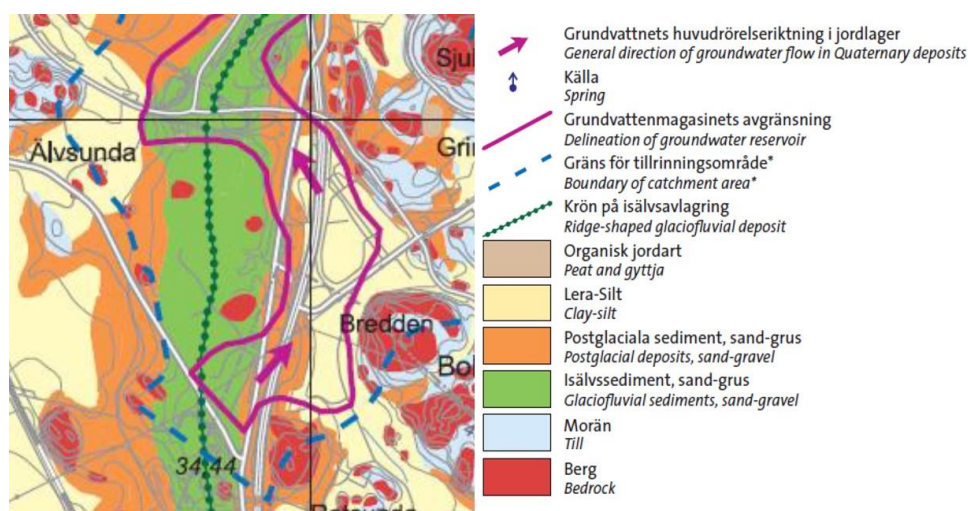 Sju
Älvsunda
Gri
Bredden
Bol
34
44
Grundvattnets huvudrörelseriktning i jordlager
General direction of groundwater flow in Quaternary deposits
Källa
Spring
Grundvattenmagasinets avgränsning
Delineation of groundwater reservoir
Gräns för tillrinningsområde*
Boundary of catchment area*
Krön på isälvsavlagring
Ridge-shaped glaciofluvial deposit
Organisk jordart
Peat and gyttja
Lera-Silt
Clay-silt
Postglaciala sediment, sand-grus
Postglacial deposits, sand-gravel
Isälvssediment, sand-grus
Glaciofluvial sediments, sand-gravel
Morän
Till
Berg
Bedrock